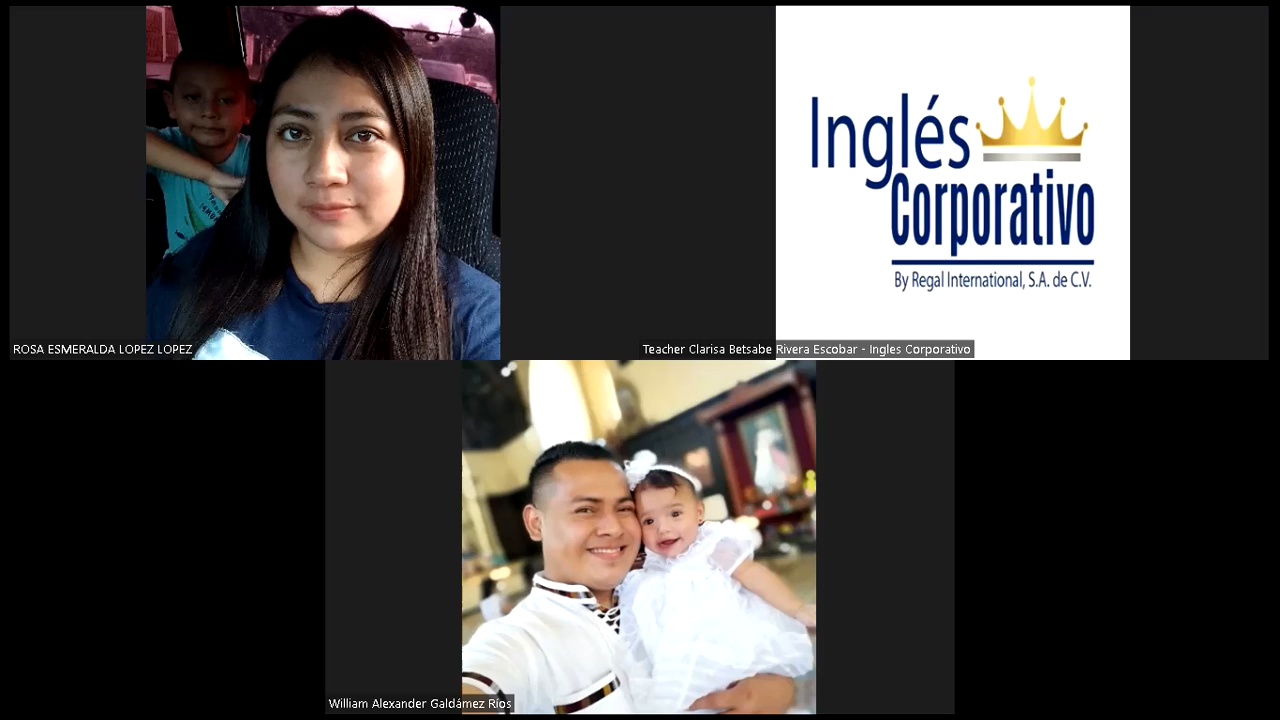 Inglés
Corporativo
By Regal International, S.A. de C.V.
ROSA ESMERALDA LOPEZ LOPEZ
Teacher Clarisa Betsabe Rivera Escobar - Ingles Corporativo
William Alexander Galdámez Ríos